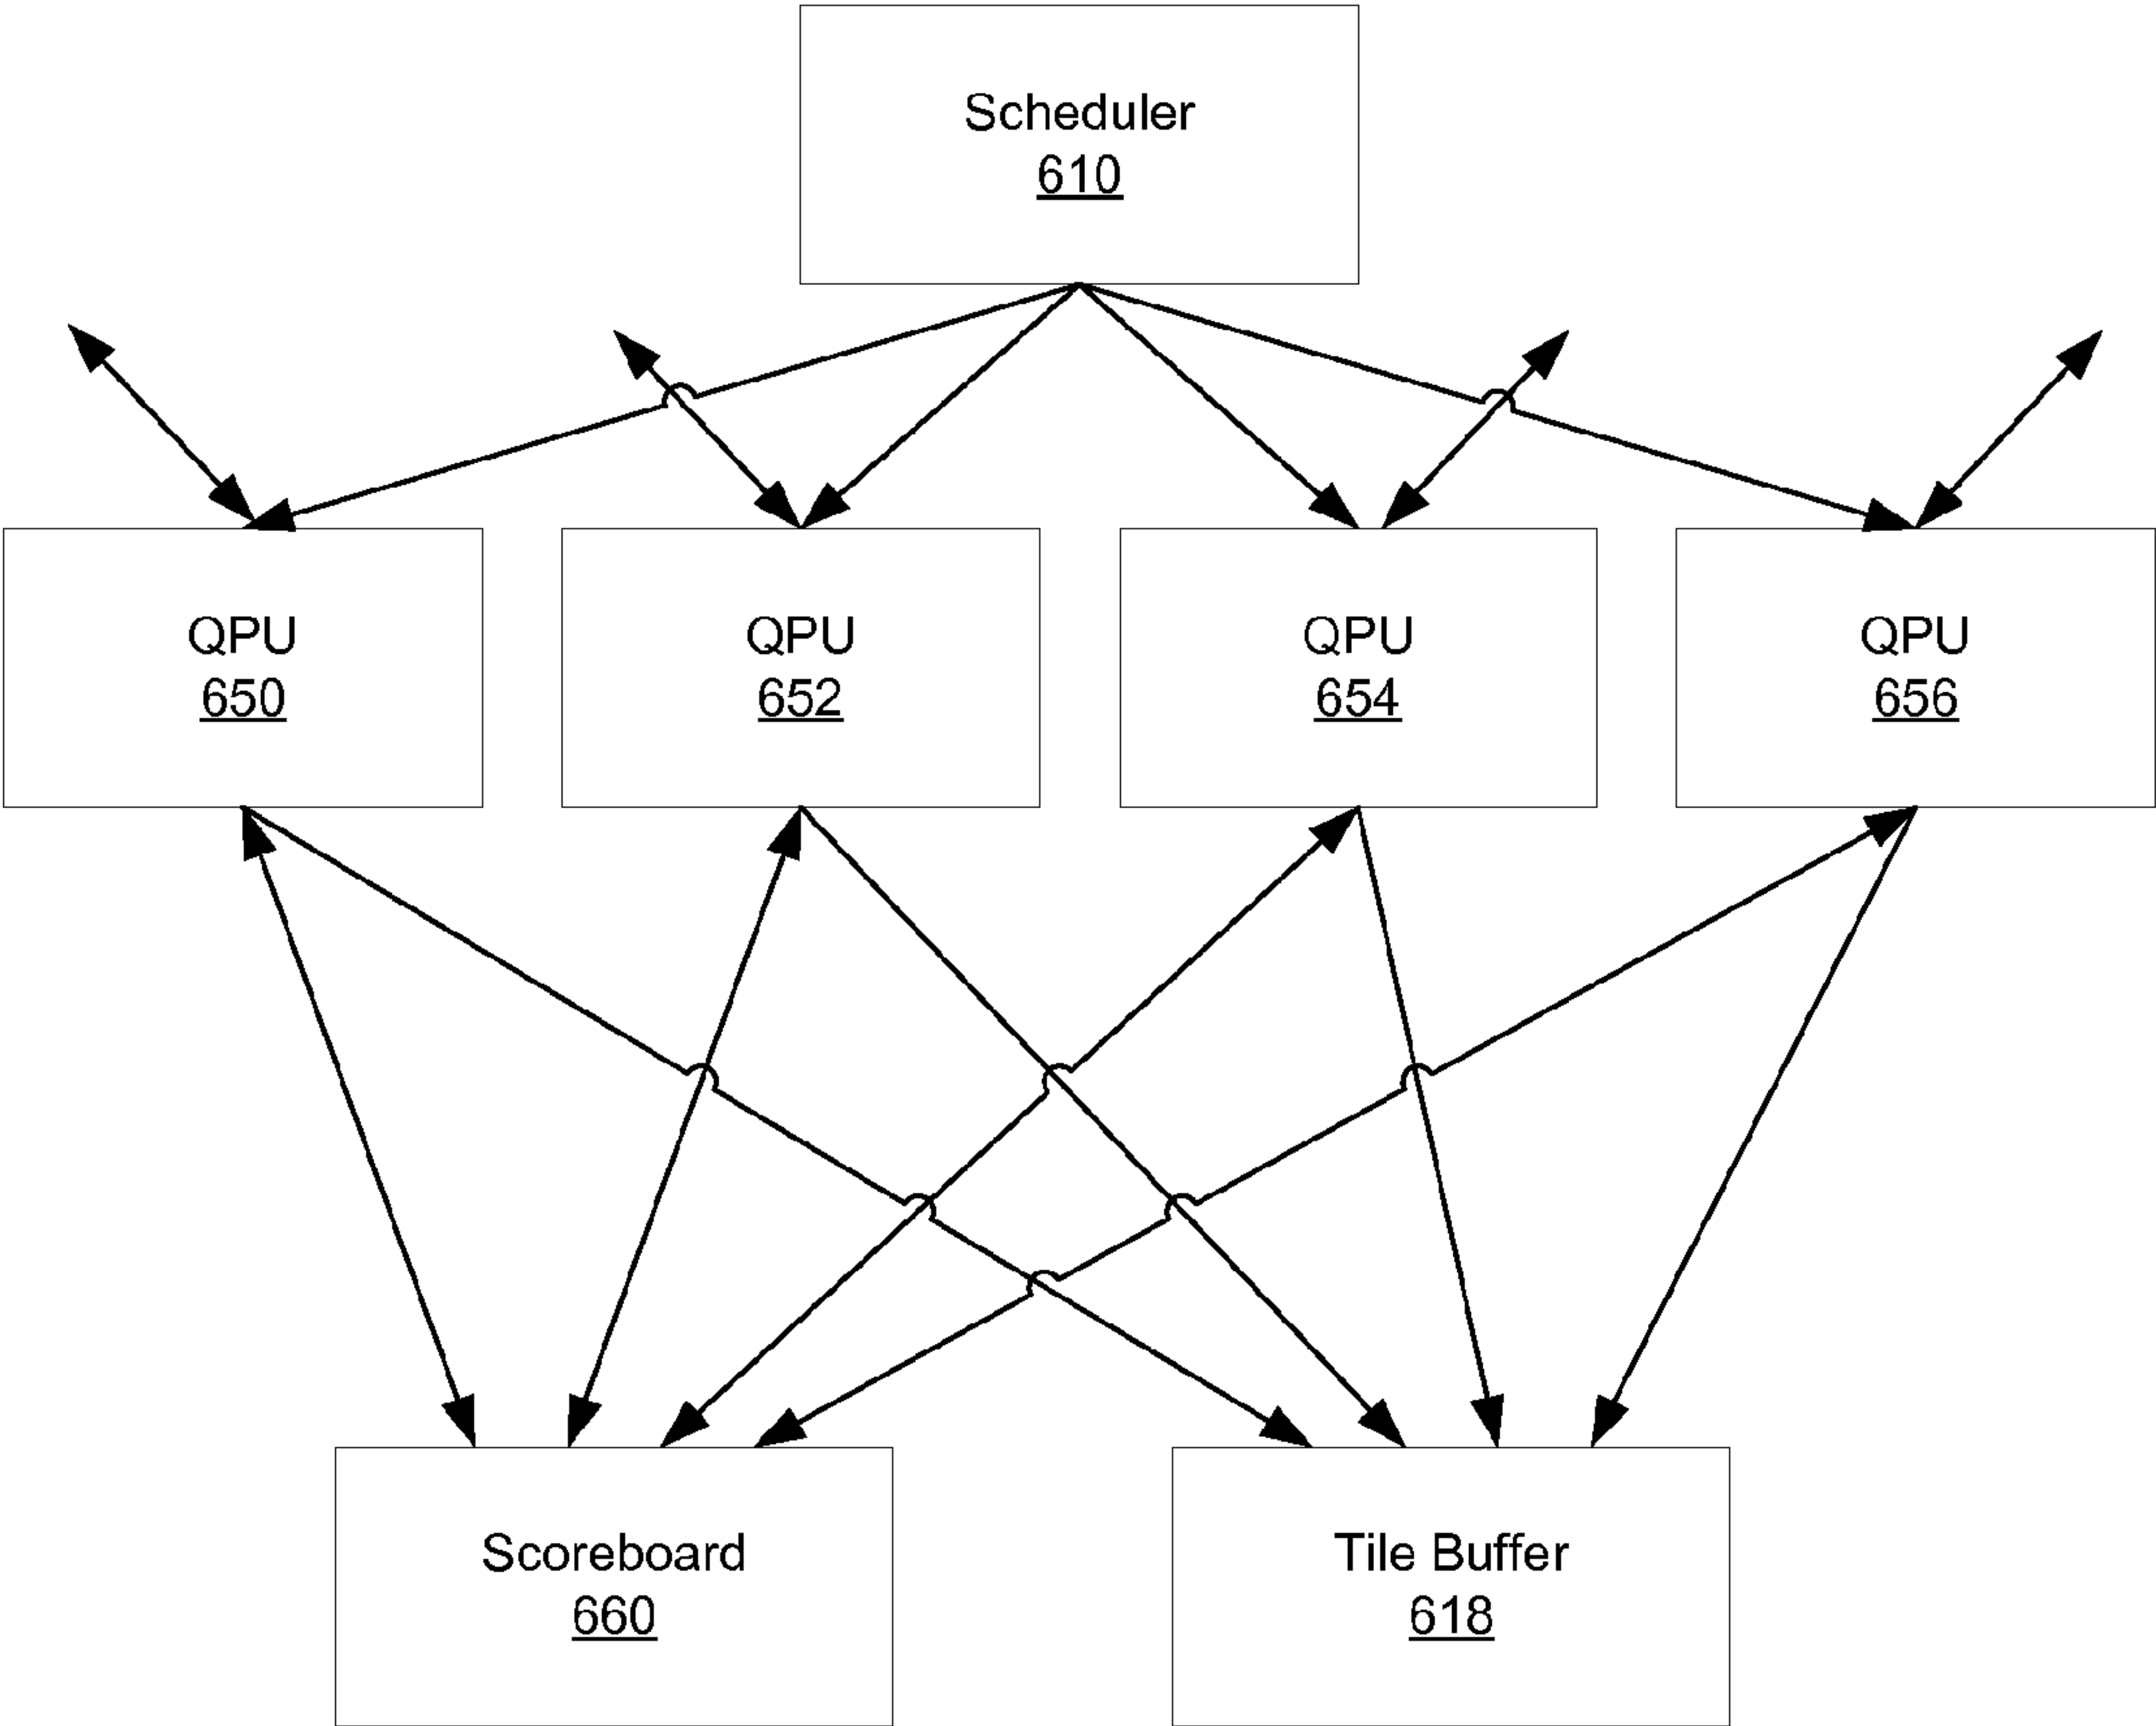 Scheduler
610
QPU
650
QPU
652
QPU
654
QPU
656
Scoreboard
660
Tile Buffer
618